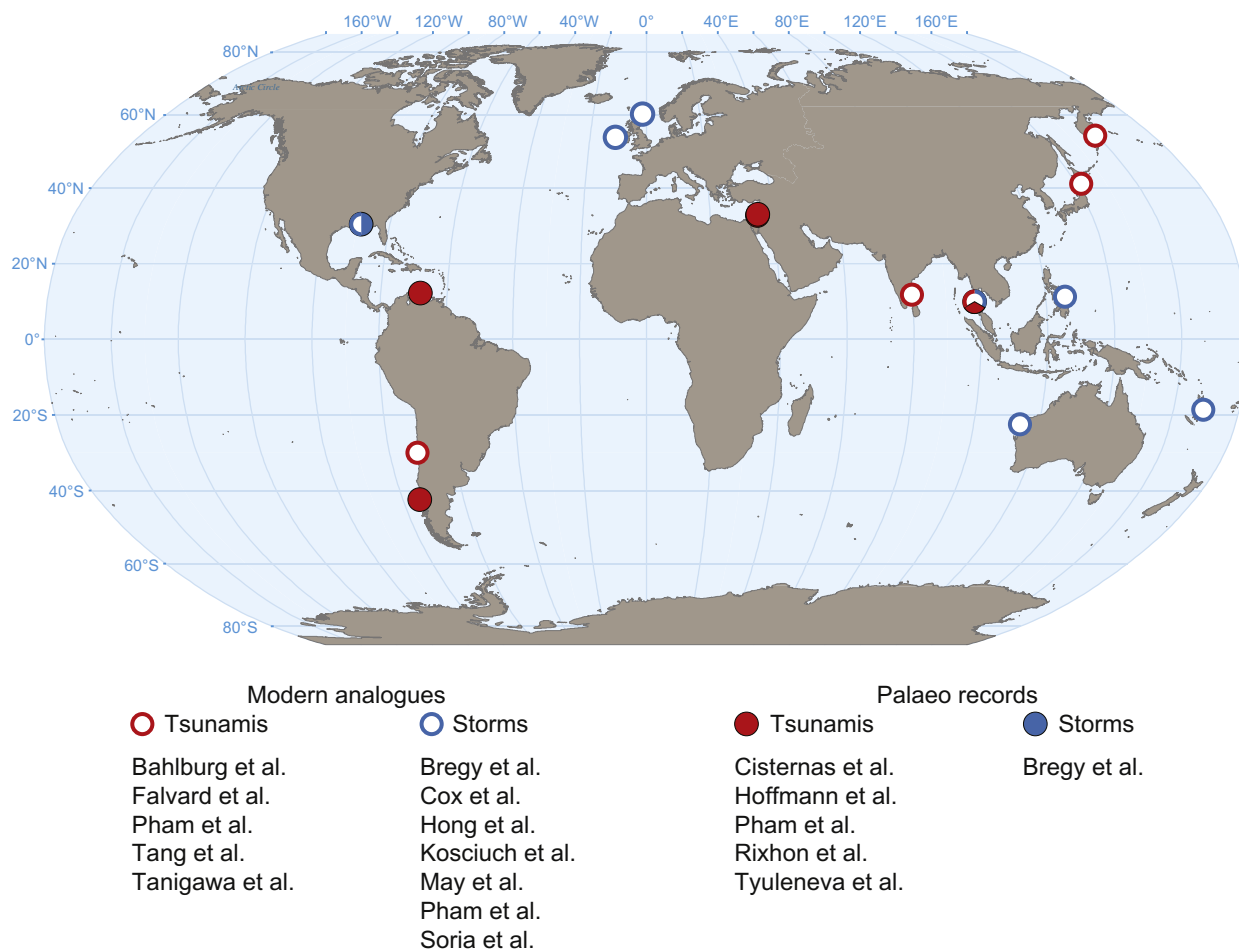 160°W 120°W 80°W 40°W 0° 40°E 80°E 120°E 160°E
80°N
Arctic Circle
60°N
40°N
20°N
0°
20°S
40°S
60°S
80°S
Modern analogues
Tsunamis
Bahlburg et al.
Falvard et al.
Pham et al.
Tang et al.
Tanigawa et al.
Storms
Bregy et al.
Cox et al.
Hong et al.
Kosciuch et al.
May et al.
Pham et al.
Soria et al.
Palaeo records
Tsunamis
Cisternas et al.
Hoffmann et al.
Pham et al.
Rixhon et al.
Tyuleneva et al.
Storms
Bregy et al.